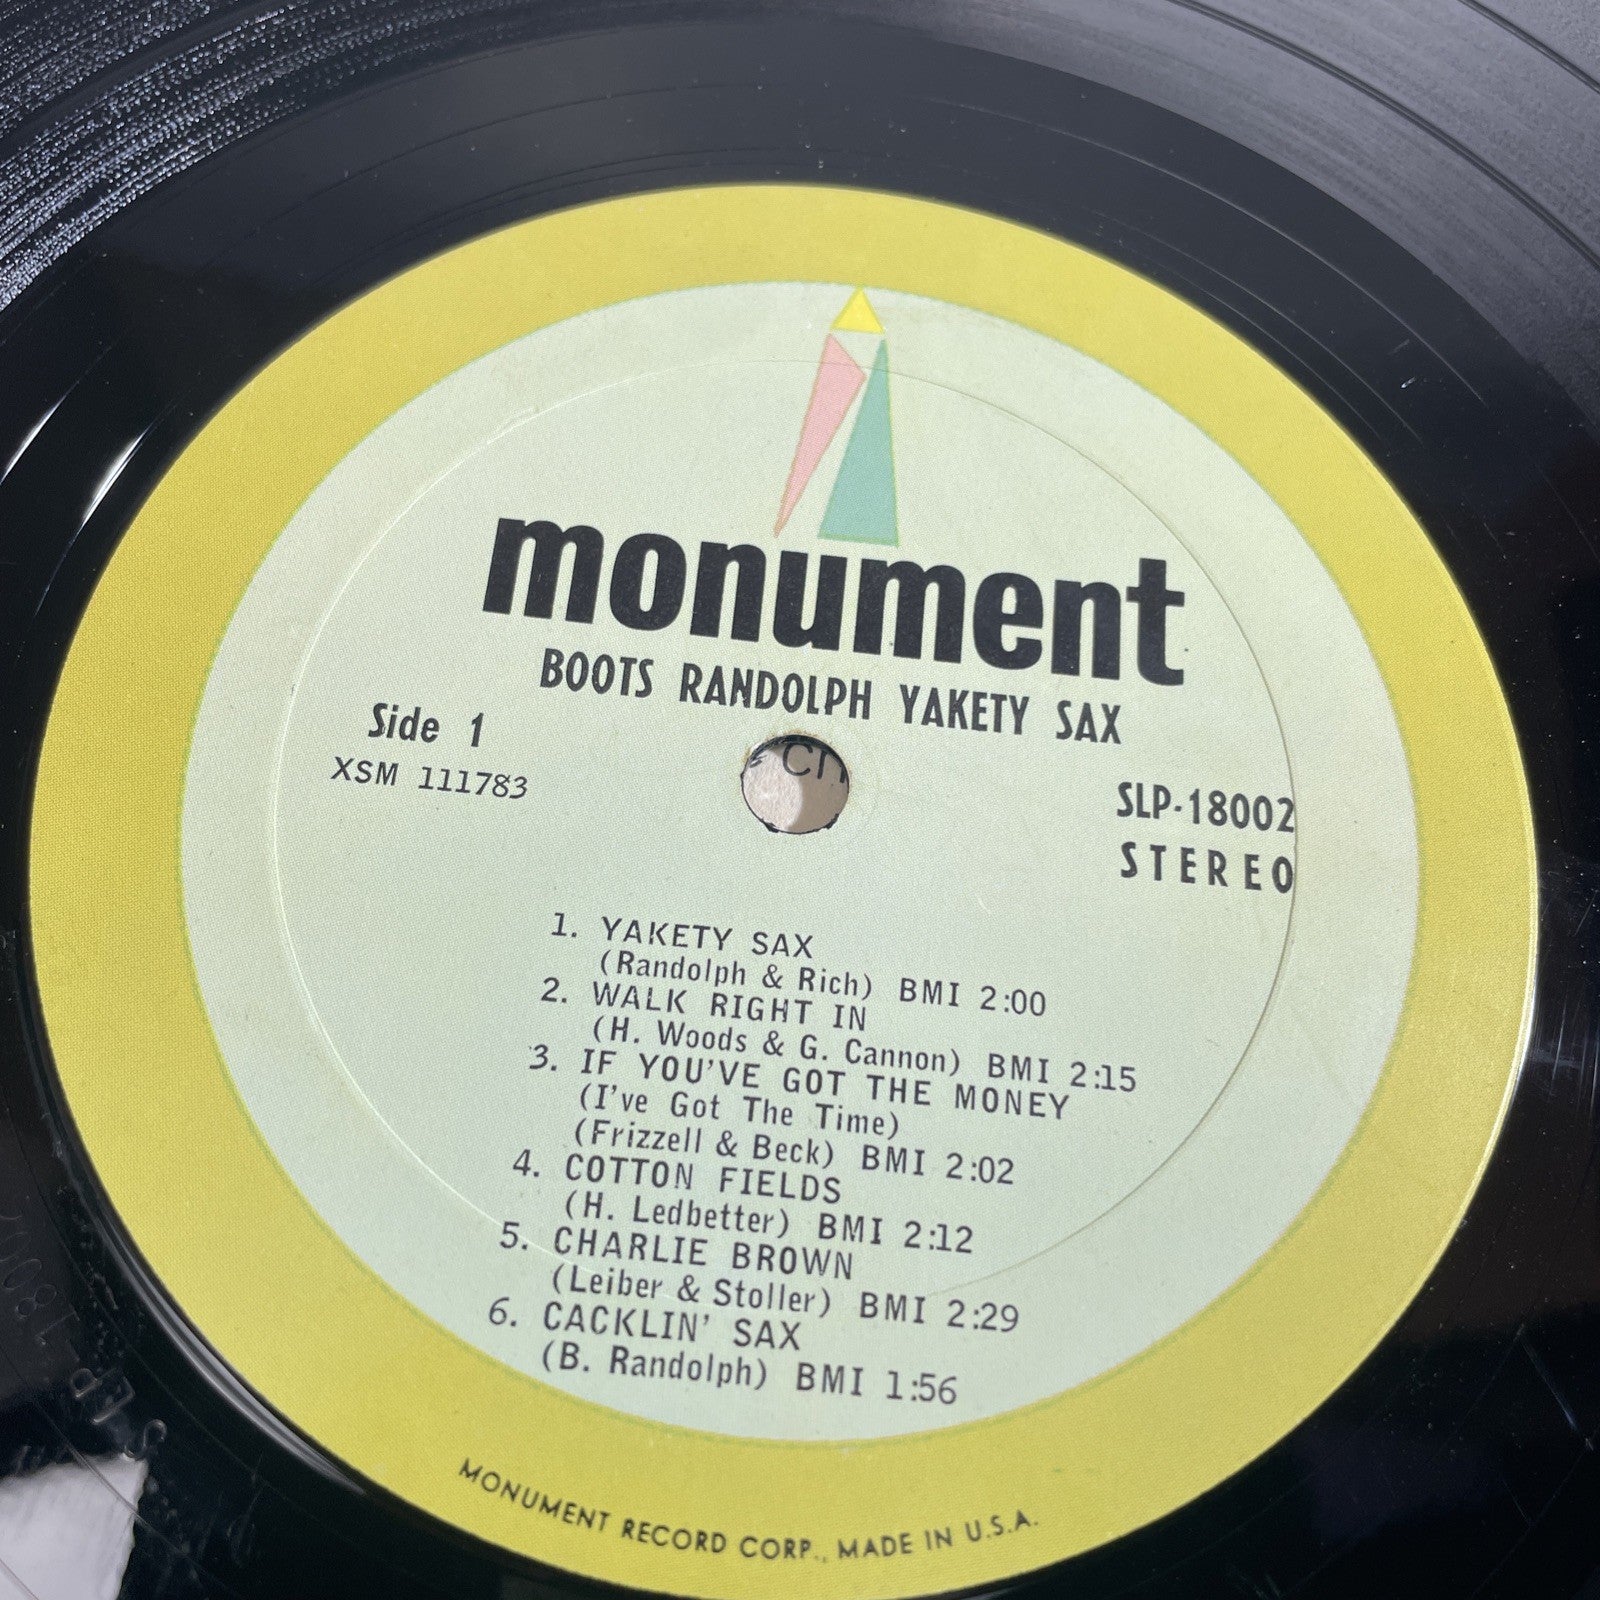 monument
BOOTS RANDOLPH YAKETY SAX
Side 1
XSM 111783
SLP-18002
STEREO
1. YAKETY SAX
(Randolph & Rich) BMI 2:00
2. WALK RIGHT IN
(H. Woods & G. Cannon) BMI 2:15
3. IF YOU'VE GOT THE MONEY
(I've Got The Time)
(Frizzell & Beck) BMI 2:02
4. COTTON FIELDS
(H. Ledbetter) BMI 2:12
5. CHARLIE BROWN
(Leiber & Stoller) BMI 2:29
6. CACKLIN' SAX
(B. Randolph) BMI 1:56
MONUMENT RECORD CORP., MADE IN U.S.A.